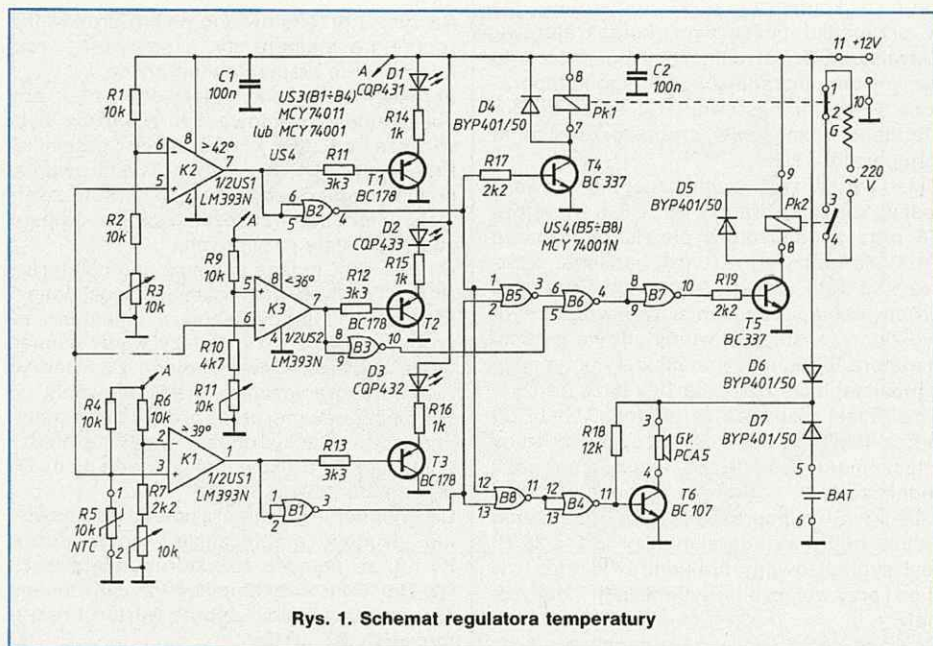 11 +12V
A
R1
10k
C1
100n
US3(B1÷B4)
MCY74011
lub MCY74001
US4
D1
CQP431
R14
1k
8
C2
100n
D4
BYP401/50
Pk1
7
1
2
G
10
220
V
3
4
6
5
8
>42°
K2
7
4
1/2US1
LM393N
R11
3k3
T1
BC178
R17
2k2
T4
BC337
9
R2
10k
6
5
B2
4
A
D2
CQP433
D5
BYP401/50
Pk2
US4(B5÷B8)
MCY74001N
8
R3
10k
R9
10k
5
8
<36°
K3
7
6
4
1/2US2
LM393N
R12
3k3
R15
1k
BC178
T2
1
2
B5
3
6
5
B6
4
8
9
B7
10
R19
2k2
T5
BC337
8
9
B3
10
R10
4k7
R11
10k
D3
CQP432
D6
BYP401/50
A
R4
10k
R6
10k
>39°
2
3
K1
1
1/2US1
LM393N
R16
1k
R18
12k
3
Gł.
PCA5
4
D7
BYP401/50
R13
3k3
T3
BC178
1
R5
10k
NTC
2
R7
2k2
10k
1
2
B1
3
12
13
B8
11
12
13
B4
11
T6
BC107
5
BAT
6
Rys. 1. Schemat regulatora temperatury